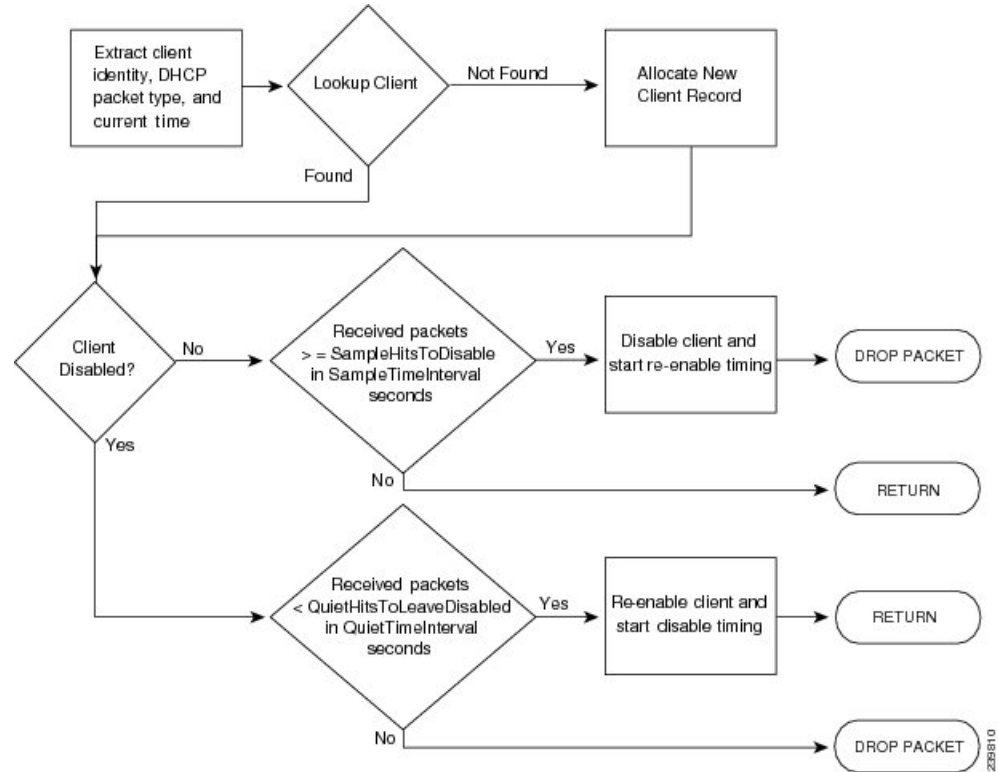 Extract client
identity, DHCP
packet type, and
current time
Lookup Client
Not Found
Allocate New
Client Record
Found
Client
Disabled?
No
Received packets
> = SampleHitsToDisable
in SampleTimeInterval
seconds
Yes
Disable client and
start re-enable timing
DROP PACKET
Yes
No
RETURN
Received packets
< QuietHitsToLeaveDisabled
in QuietTimeInterval
seconds
Yes
Re-enable client and
start disable timing
RETURN
No
DROP PACKET
239810